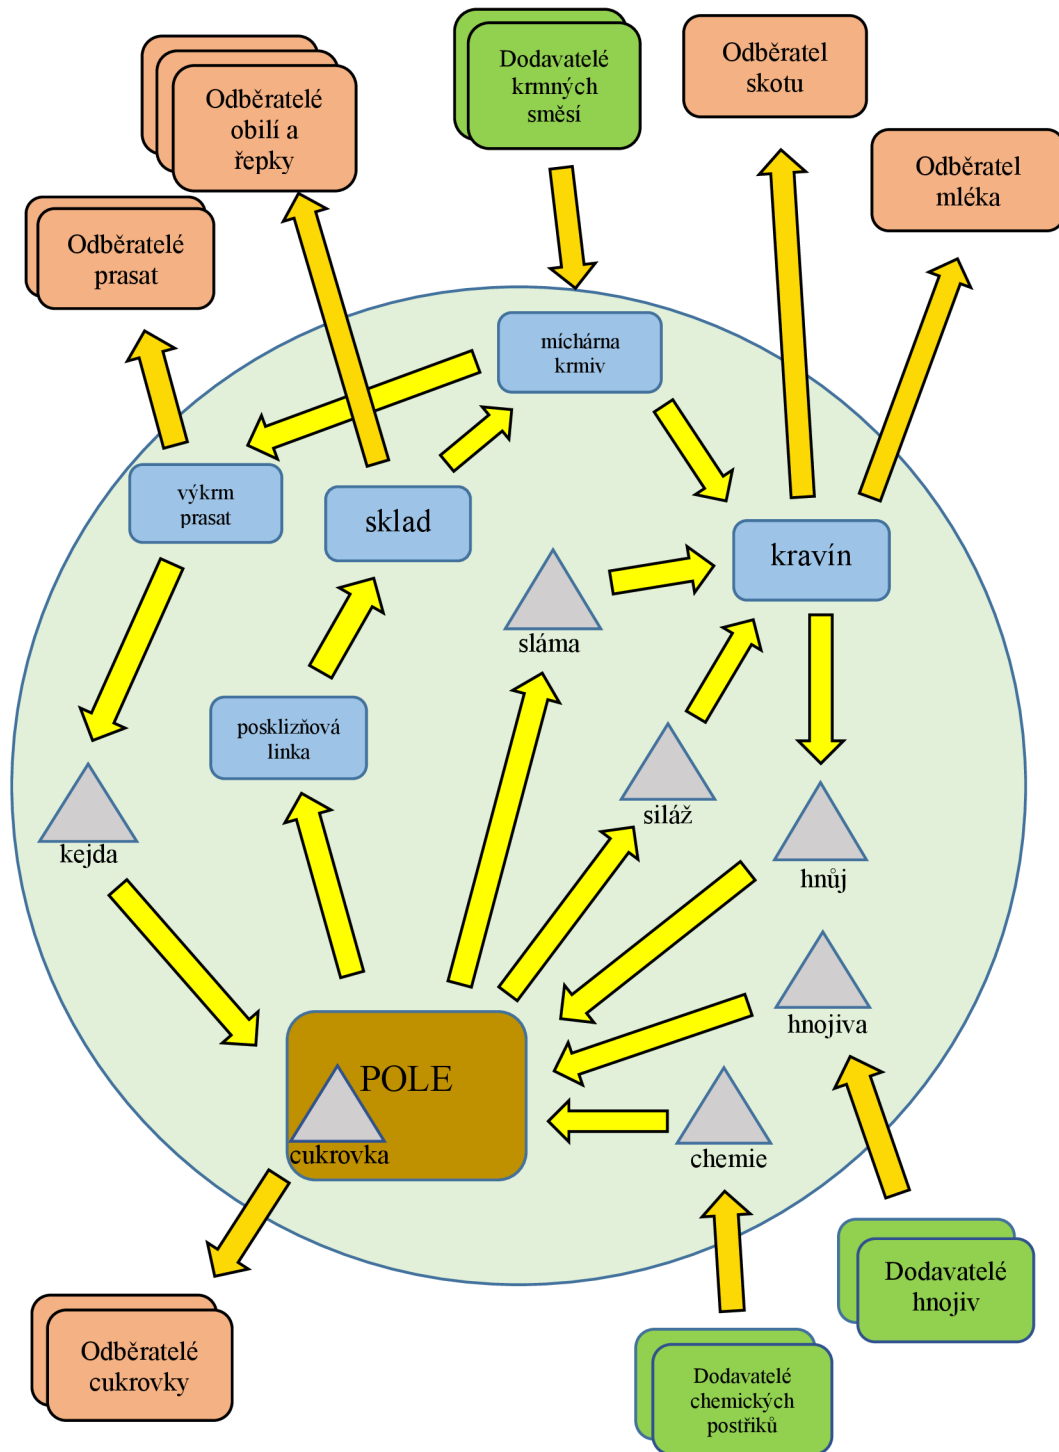 Odběratelé
obilí a
řepky
Dodavatelé
krmných
směsí
Odběratel
skotu
Odběratel
mléka
Odběratelé
prasat
míchárna
krmiv
výkrm
prasat
sklad
kravín
sláma
posklizňová
linka
siláž
kejda
hnůj
hnojiva
POLE
cukrovka
chemie
Dodavatelé
hnojiv
Odběratelé
cukrovky
Dodavatelé
chemických
postřiků